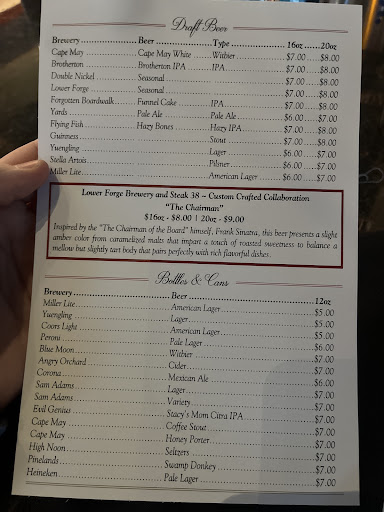 Draft Beer
Brewery Beer Type 16oz 20oz
Cape May Cape May White Witbier $7.00 $8.00
Brotherton Brotherton IPA IPA $7.00 $8.00
Double Nickel Seasonal $7.00 $8.00
Lower Forge Seasonal $7.00 $8.00
Forgotten Boardwalk Funnel Cake IPA $7.00 $8.00
Yards Pale Ale Pale Ale $6.00 $7.00
Flying Fish Hazy Bones Hazy IPA $7.00 $8.00
Guinness Stout $7.00 $8.00
Yuengling Lager $6.00 $7.00
Stella Artois Pilsner $6.00 $7.00
Miller Lite American Lager $6.00 $7.00
Lower Forge Brewery and Steak 38 ~ Custom Crafted Collaboration
"The Chairman"
$16oz - $8.00 | 20oz - $9.00
Inspired by the "The Chairman of the Board" himself, Frank Sinatra, this beer presents a slight
amber color from caramelized malts that impart a touch of roasted sweetness to balance a
mellow but slightly tart body that pairs perfectly with rich flavorful dishes.
Bottles & Cans
Brewery Beer 12oz
Miller Lite American Lager $5.00
Yuengling Lager $5.00
Coors Light American Lager $5.00
Peroni Pale Lager $6.00
Blue Moon Witbier $7.00
Angry Orchard Cider $7.00
Corona Mexican Ale $6.00
Sam Adams Lager $7.00
Sam Adams Variety $7.00
Evil Genius Stacy's Mom Citra IPA $7.00
Cape May Coffee Stout $7.00
Cape May Honey Porter $7.00
High Noon Seltzers $7.00
Pinelands Swamp Donkey $7.00
Heineken Pale Lager $7.00